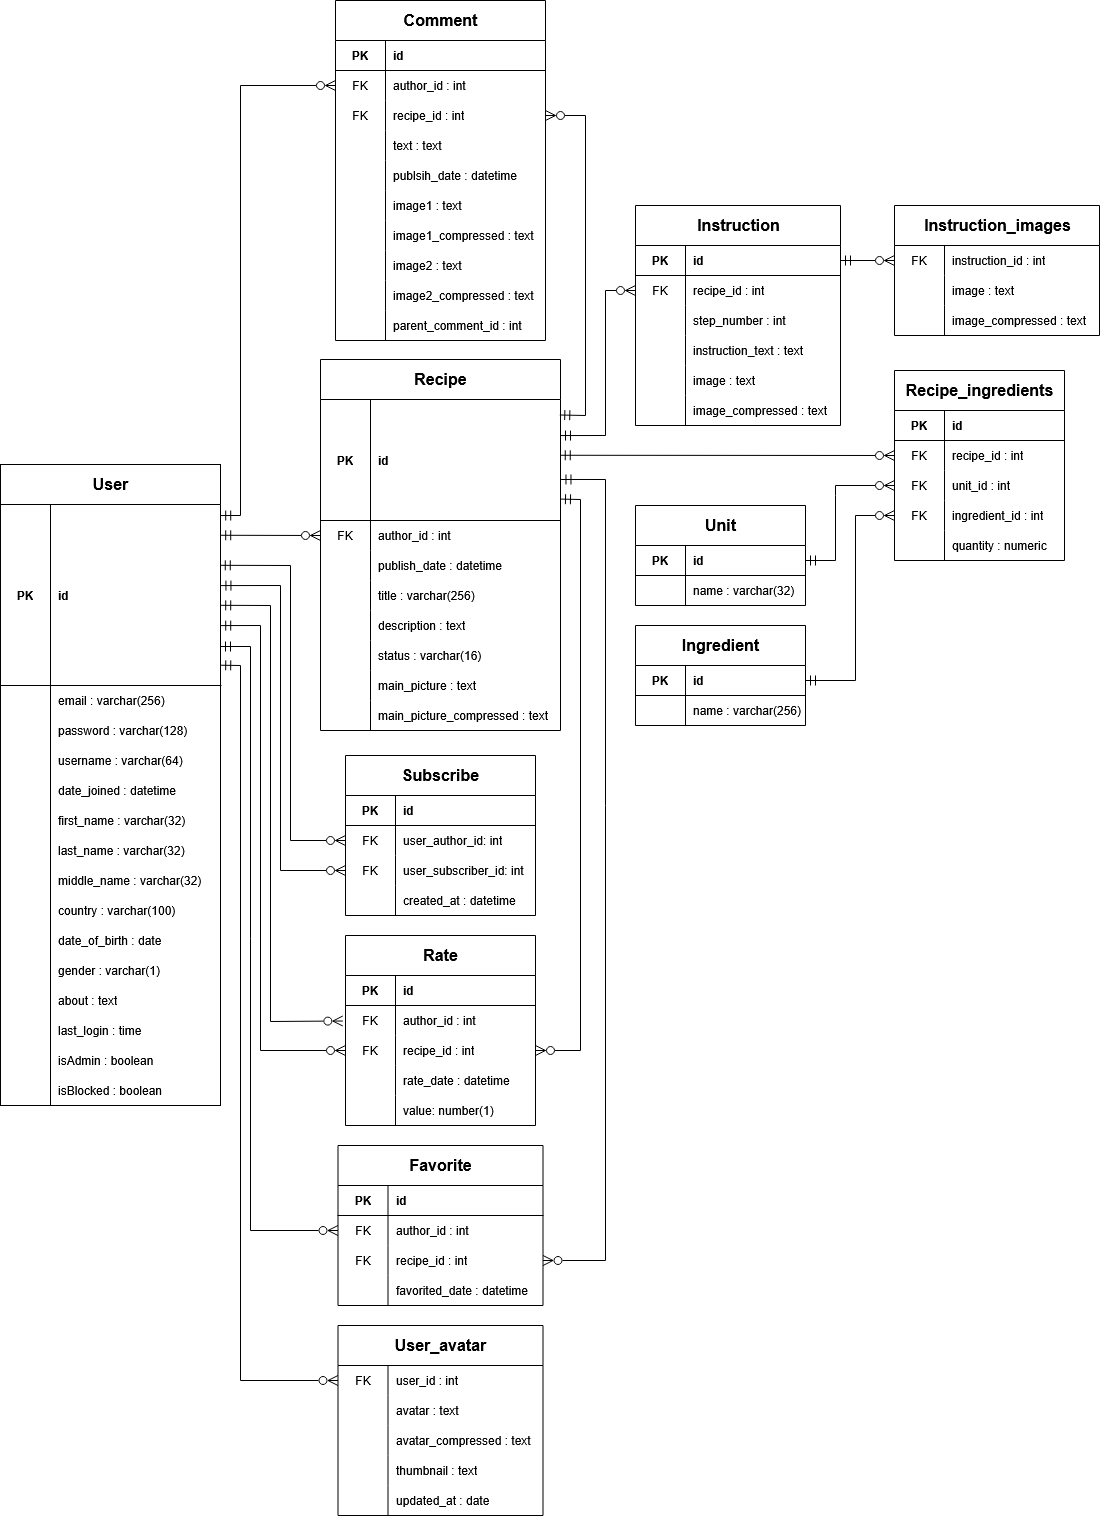 Comment
PK id
FK author_id : int
FK recipe_id : int
text : text
publsih_date : datetime
image1 : text
image1_compressed : text
image2 : text
image2_compressed : text
parent_comment_id : int
Instruction
PK id
FK recipe_id : int
step_number : int
instruction_text : text
image : text
image_compressed : text
Instruction_images
FK instruction_id : int
image : text
image_compressed : text
Recipe
PK id
FK author_id : int
publish_date : datetime
title : varchar(256)
description : text
status : varchar(16)
main_picture : text
main_picture_compressed : text
Recipe_ingredients
PK id
FK recipe_id : int
FK unit_id : int
FK ingredient_id : int
quantity : numeric
User
PK id
email : varchar(256)
password : varchar(128)
username : varchar(64)
date_joined : datetime
first_name : varchar(32)
last_name : varchar(32)
middle_name : varchar(32)
country : varchar(100)
date_of_birth : date
gender : varchar(1)
about : text
last_login : time
isAdmin : boolean
isBlocked : boolean
Unit
PK id
name : varchar(32)
Ingredient
PK id
name : varchar(256)
Subscribe
PK id
FK user_author_id: int
FK user_subscriber_id: int
created_at : datetime
Rate
PK id
FK author_id : int
FK recipe_id : int
rate_date : datetime
value: number(1)
Favorite
PK id
FK author_id : int
FK recipe_id : int
favorited_date : datetime
User_avatar
FK user_id : int
avatar : text
avatar_compressed : text
thumbnail : text
updated_at : date